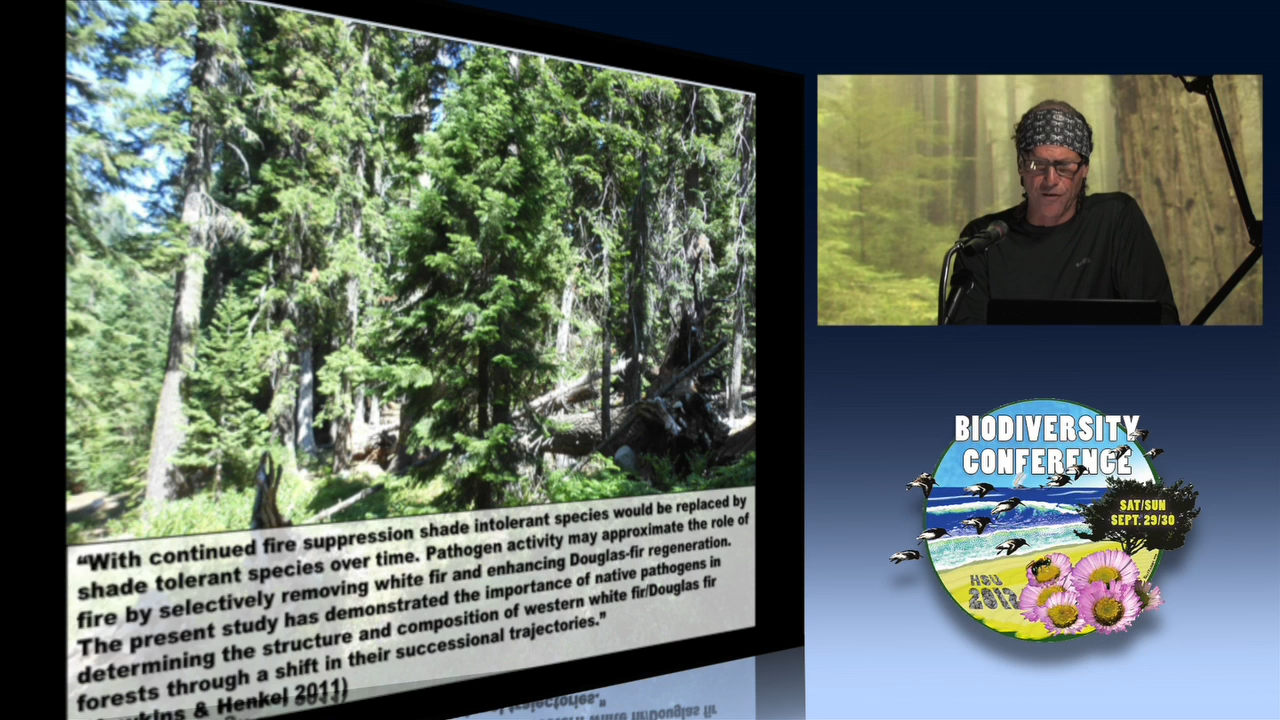 “With continued fire suppression shade intolerant species would be replaced by
shade tolerant species over time. Pathogen activity may approximate the role of
fire by selectively removing white fir and enhancing Douglas-fir regeneration.
The present study has demonstrated the importance of native pathogens in
determining the structure and composition of western white fir/Douglas fir
forests through a shift in their successional trajectories.”
& Henkel 2011)
BIODIVERSITY
CONFERENCE
SAT/SUN
SEPT. 29/30
HSU